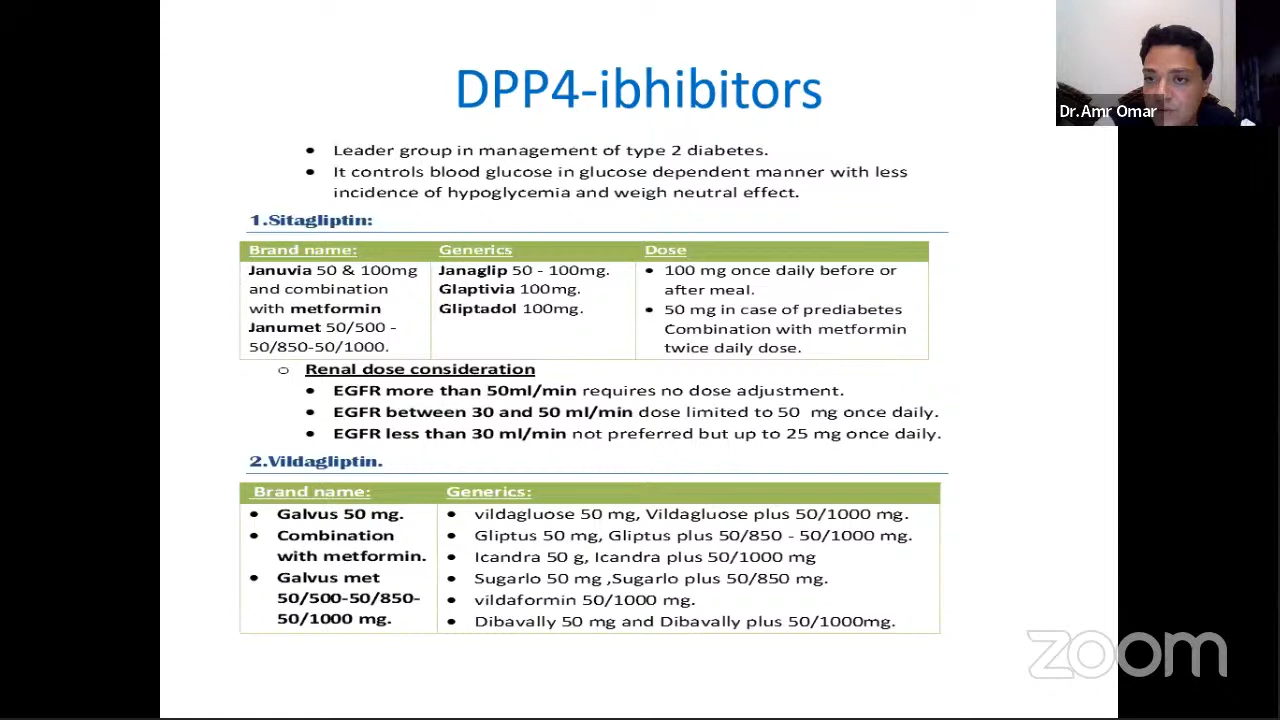 DPP4-ibhibitors
Dr.Amr Omar
• Leader group in management of type 2 diabetes.
• It controls blood glucose in glucose dependent manner with less
incidence of hypoglycemia and weigh neutral effect.
1.Sitagliptin:
Brand name: Generics Dose
Januvia 50 & 100mg
and combination
with metformin
Janumet 50/500 -
50/850-50/1000.
Janaglip 50 - 100mg.
Glaptivia 100mg.
Gliptadol 100mg.
• 100 mg once daily before or
after meal.
• 50 mg in case of prediabetes
Combination with metformin
twice daily dose.
o Renal dose consideration
• EGFR more than 50ml/min requires no dose adjustment.
• EGFR between 30 and 50 ml/min dose limited to 50 mg once daily.
• EGFR less than 30 ml/min not preferred but up to 25 mg once daily.
2.Vildagliptin.
Brand name: Generics:
• Galvus 50 mg.
• Combination
with metformin.
• Galvus met
50/500-50/850-
50/1000 mg.
• vildagluose 50 mg, Vildagluose plus 50/1000 mg.
• Gliptus 50 mg, Gliptus plus 50/850 - 50/1000 mg.
• Icandra 50 g, Icandra plus 50/1000 mg
• Sugarlo 50 mg ,Sugarlo plus 50/850 mg.
• vildaformin 50/1000 mg.
• Dibavally 50 mg and Dibavally plus 50/1000mg.
zoom